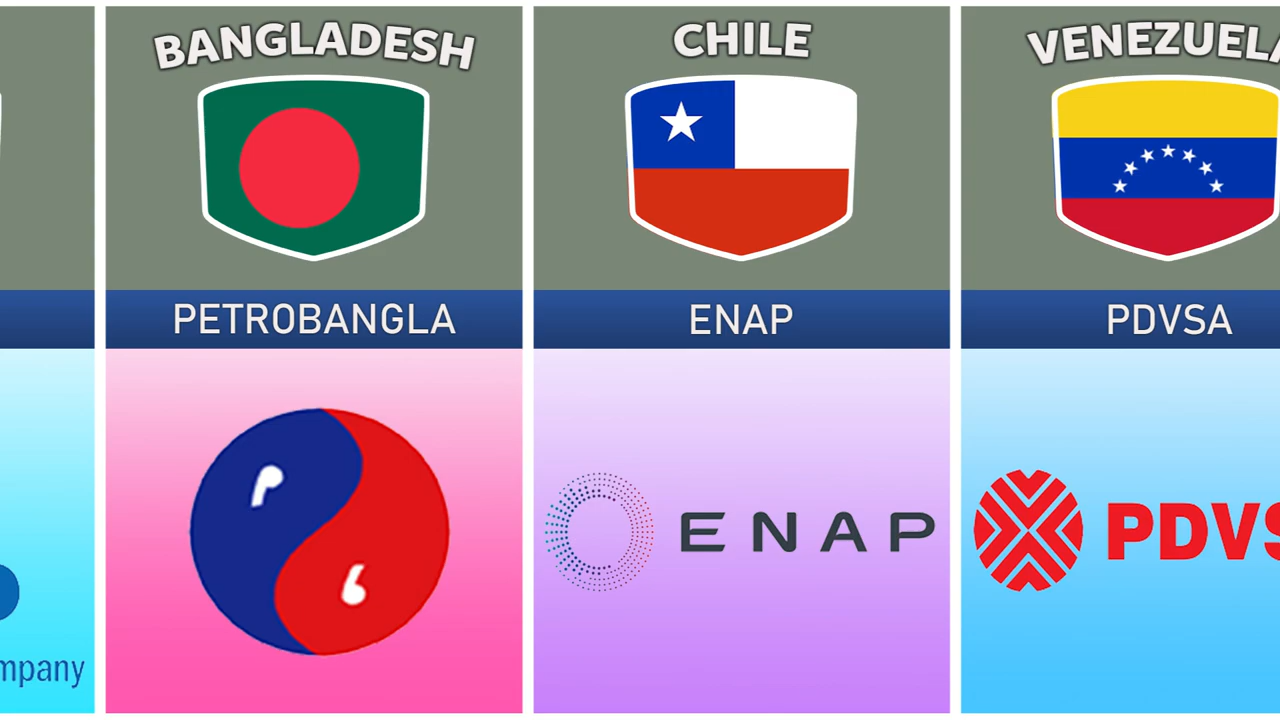 BANGLADESH
PETROBANGLA
P
b
CHILE
ENAP
ENAP
VENEZUELA
PDVSA
PDVS
mpany